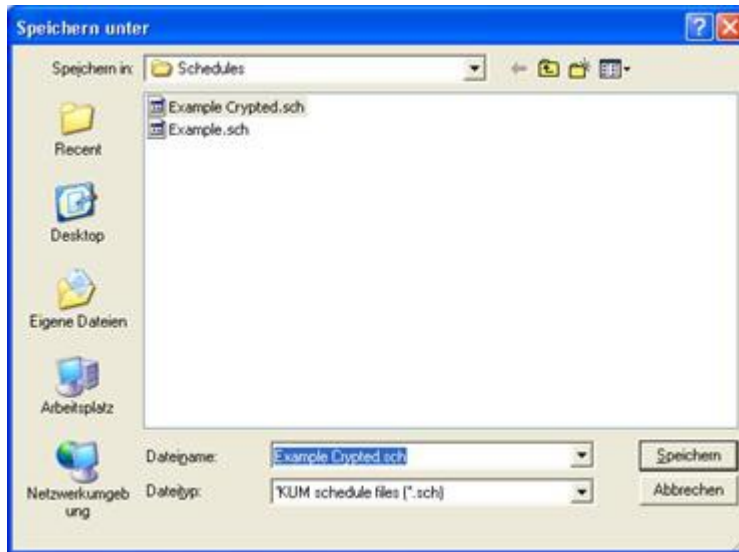 Speichern unter
Speichern in:
Schedules
Example Crypted.sch
Example.sch
Recent
Desktop
Eigene Dateien
Arbeitsplatz
Netzwerkumgeb
ung
Dateiname:
Example Crypted.sch
Speichern
Dateityp:
'KUM schedule files (*.sch)
Abbrechen